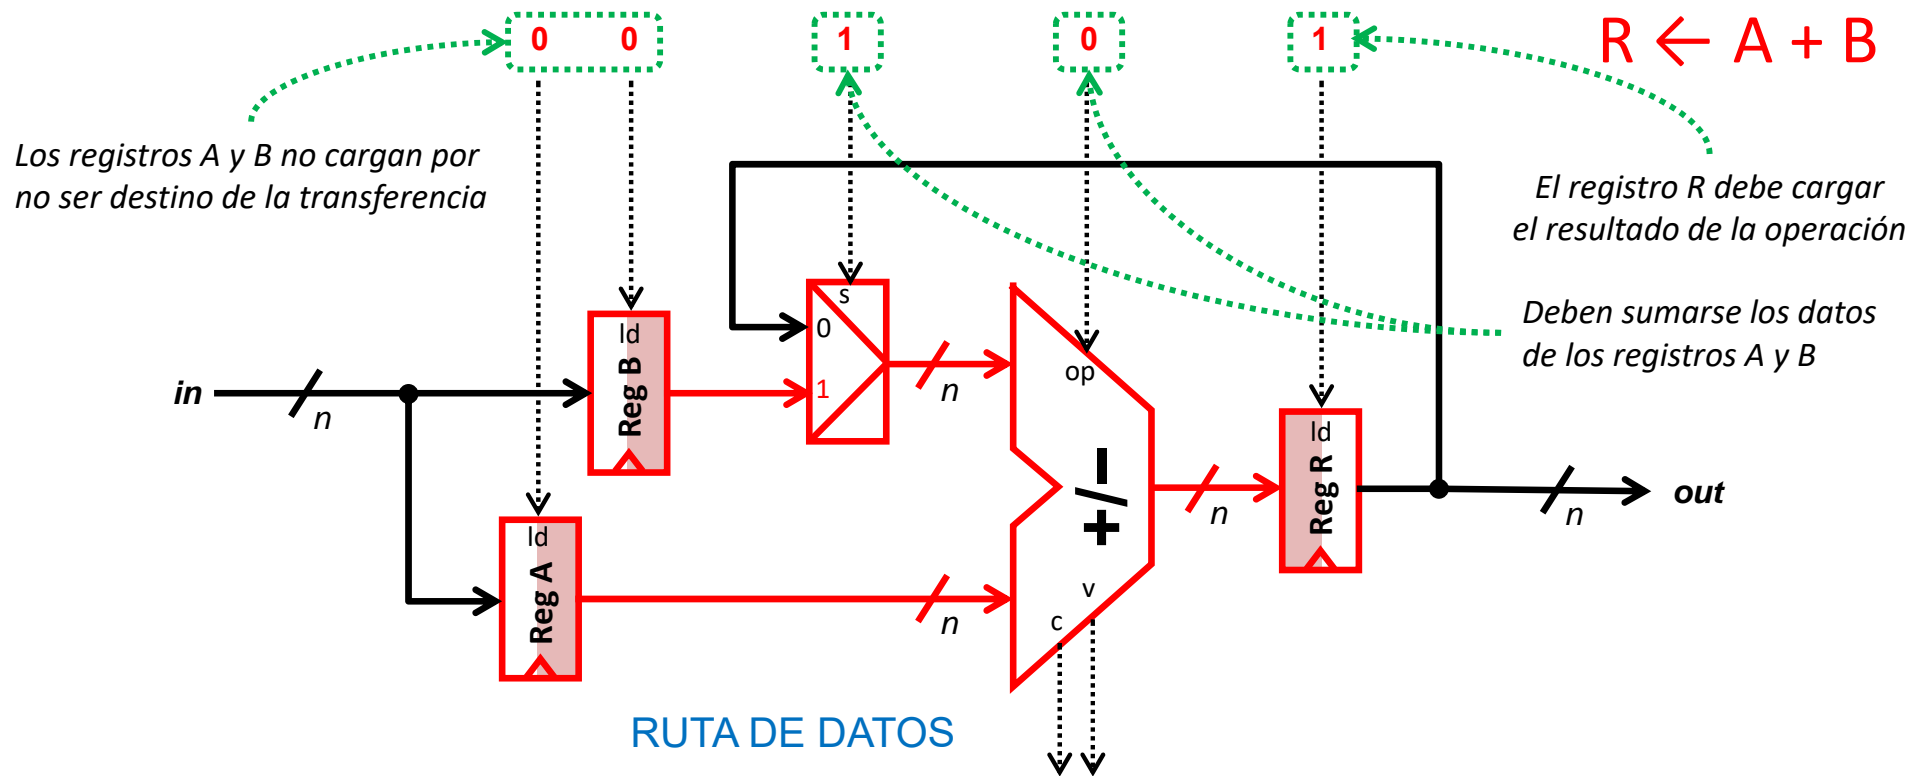 0 0 1 0 1
R ← A + B
Los registros A y B no cargan por
no ser destino de la transferencia
El registro R debe cargar
el resultado de la operación
Deben sumarse los datos
de los registros A y B
s
0
1
ld
Reg B
in
n
n
op
ld
Reg R
+/−
n
out
n
ld
Reg A
n
v
c
RUTA DE DATOS